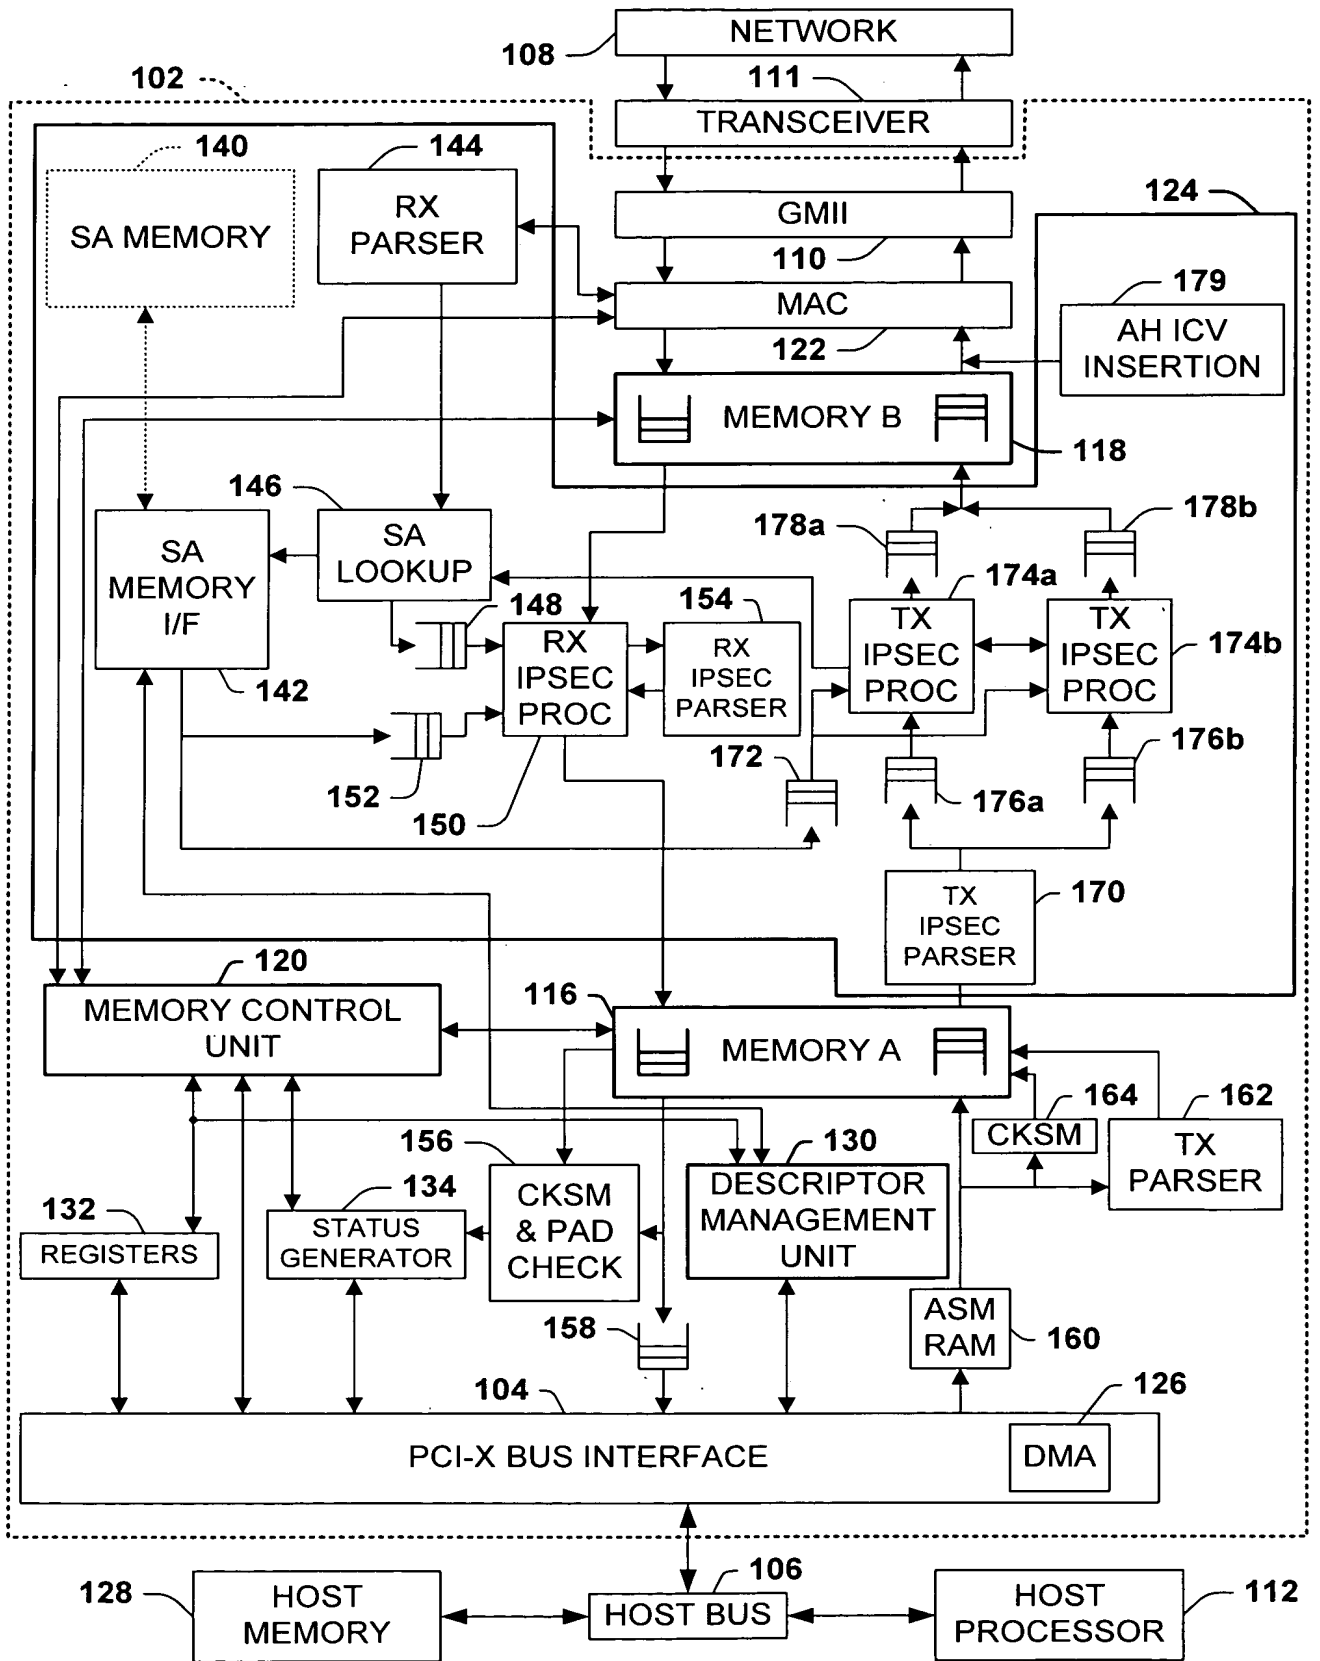 NETWORK
108
102
111
TRANSCEIVER
140
144
124
SA MEMORY
RX
PARSER
GMII
110
179
MAC
AH ICV
INSERTION
122
MEMORY B
118
146
178a
178b
SA
MEMORY
I/F
SA
LOOKUP
148
154
174a
RX
IPSEC
PROC
RX
IPSEC
PARSER
TX
IPSEC
PROC
TX
IPSEC
PROC
174b
142
172
176b
152
150
176a
TX
IPSEC
PARSER
170
120
116
MEMORY CONTROL
UNIT
MEMORY A
164
162
156
130
CKSM
TX
PARSER
132
134
CKSM
& PAD
CHECK
DESCRIPTOR
MANAGEMENT
UNIT
REGISTERS
STATUS
GENERATOR
158
ASM
RAM
160
104
126
PCI-X BUS INTERFACE
DMA
106
128
HOST
MEMORY
HOST BUS
HOST
PROCESSOR
112